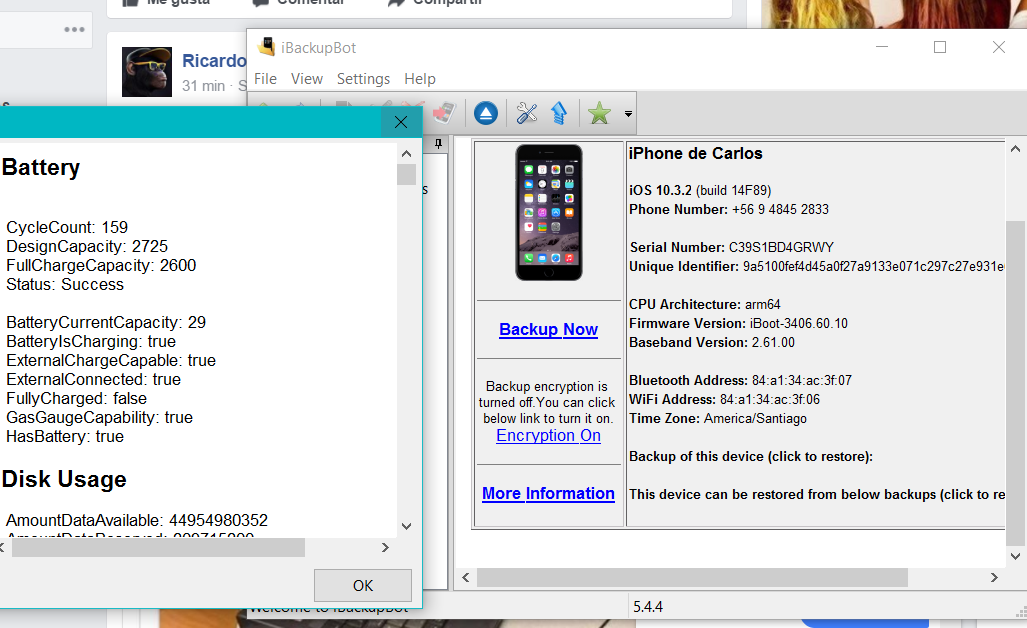 Me gusta
Comentar
Compartir
Ricardo
31 min · S
iBackupBot
File View Settings Help
Battery
CycleCount: 159
DesignCapacity: 2725
FullChargeCapacity: 2600
Status: Success
BatteryCurrentCapacity: 29
BatteryIsCharging: true
ExternalChargeCapable: true
ExternalConnected: true
FullyCharged: false
GasGaugeCapability: true
HasBattery: true
Disk Usage
AmountDataAvailable: 44954980352
OK
s
Backup Now
Backup encryption is
turned off.You can click
below link to turn it on.
Encryption On
More Information
iPhone de Carlos
iOS 10.3.2 (build 14F89)
Phone Number: +56 9 4845 2833
Serial Number: C39S1BD4GRWY
Unique Identifier: 9a5100fef4d45a0f27a9133e071c297c27e931e
CPU Architecture: arm64
Firmware Version: iBoot-3406.60.10
Baseband Version: 2.61.00
Bluetooth Address: 84:a1:34:ac:3f:07
WiFi Address: 84:a1:34:ac:3f:06
Time Zone: America/Santiago
Backup of this device (click to restore):
This device can be restored from below backups (click to re
Welcome to iBackupBot
5.4.4